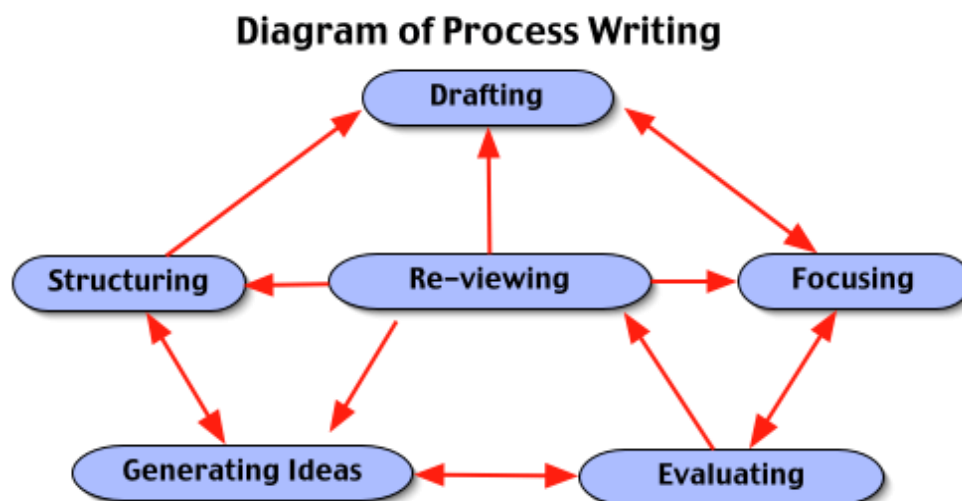 Diagram of Process Writing
Drafting
Structuring
Re-viewing
Focusing
Generating Ideas
Evaluating